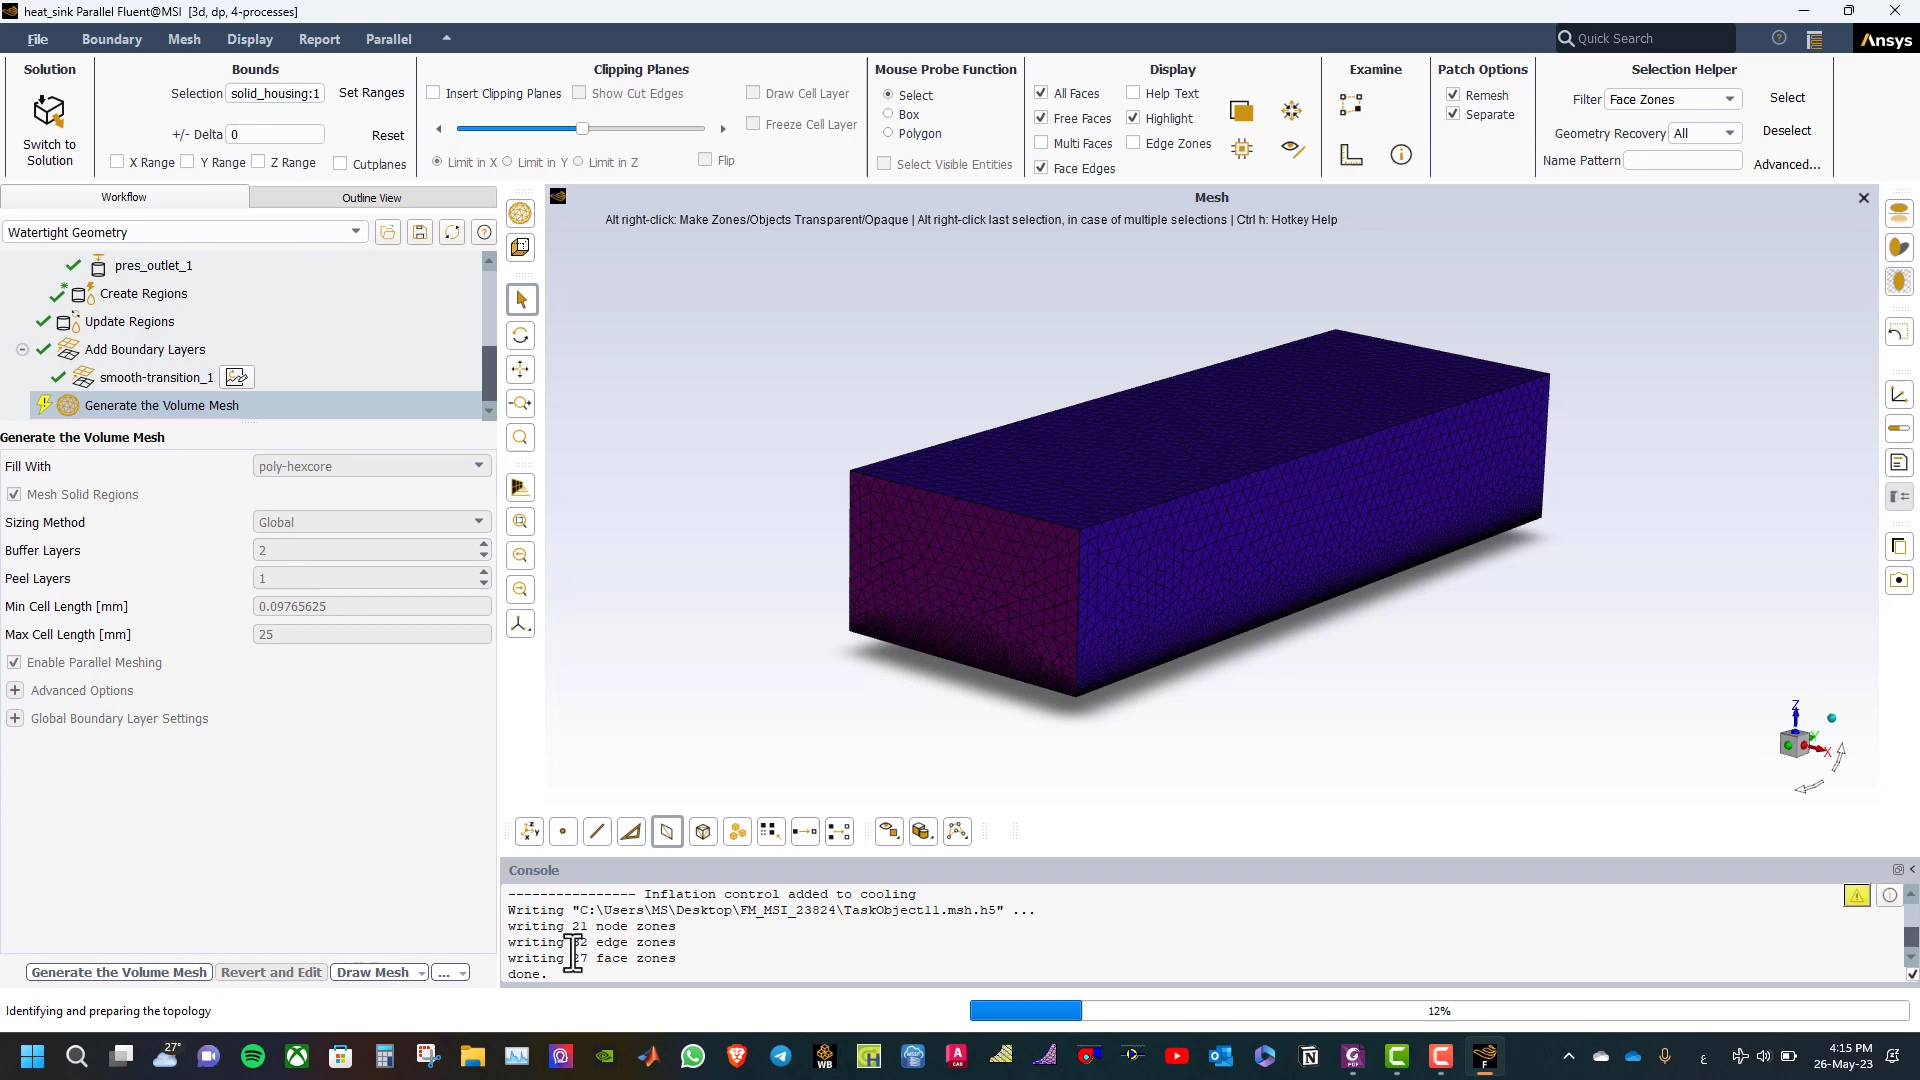 heat_sink Parallel Fluent@MSI [3d, dp, 4-processes]
File Boundary Mesh Display Report Parallel
Quick Search
Ansys
Solution
Switch to
Solution
Bounds
Selection solid_housing:1 Set Ranges
+/- Delta 0 Reset
X Range Y Range Z Range Cutplanes
Clipping Planes
Insert Clipping Planes Show Cut Edges Draw Cell Layer
Freeze Cell Layer
Limit in X Limit in Y Limit in Z Flip
Mouse Probe Function
Select
Box
Polygon
Select Visible Entities
Display
All Faces Help Text
Free Faces Highlight
Multi Faces Edge Zones
Face Edges
Examine
Patch Options
Remesh
Separate
Selection Helper
Filter Face Zones Select
Geometry Recovery All Deselect
Name Pattern Advanced...
Workflow Outline View
Watertight Geometry
pres_outlet_1
Create Regions
Update Regions
Add Boundary Layers
smooth-transition_1
Generate the Volume Mesh
Generate the Volume Mesh
Fill With poly-hexcore
Mesh Solid Regions
Sizing Method Global
Buffer Layers 2
Peel Layers 1
Min Cell Length [mm] 0.09765625
Max Cell Length [mm] 25
Enable Parallel Meshing
Advanced Options
Global Boundary Layer Settings
Generate the Volume Mesh Revert and Edit Draw Mesh ...
Mesh
Alt right-click: Make Zones/Objects Transparent/Opaque | Alt right-click last selection, in case of multiple selections | Ctrl h: Hotkey Help
Z
Y
X
Console
---------------- Inflation control added to cooling
Writing "C:\Users\MS\Desktop\FM_MSI_23824\TaskObject11.msh.h5" ...
writing 21 node zones
writing 32 edge zones
writing 27 face zones
done.
Identifying and preparing the topology 12%
27°
WB
ع
4:15 PM
26-May-23